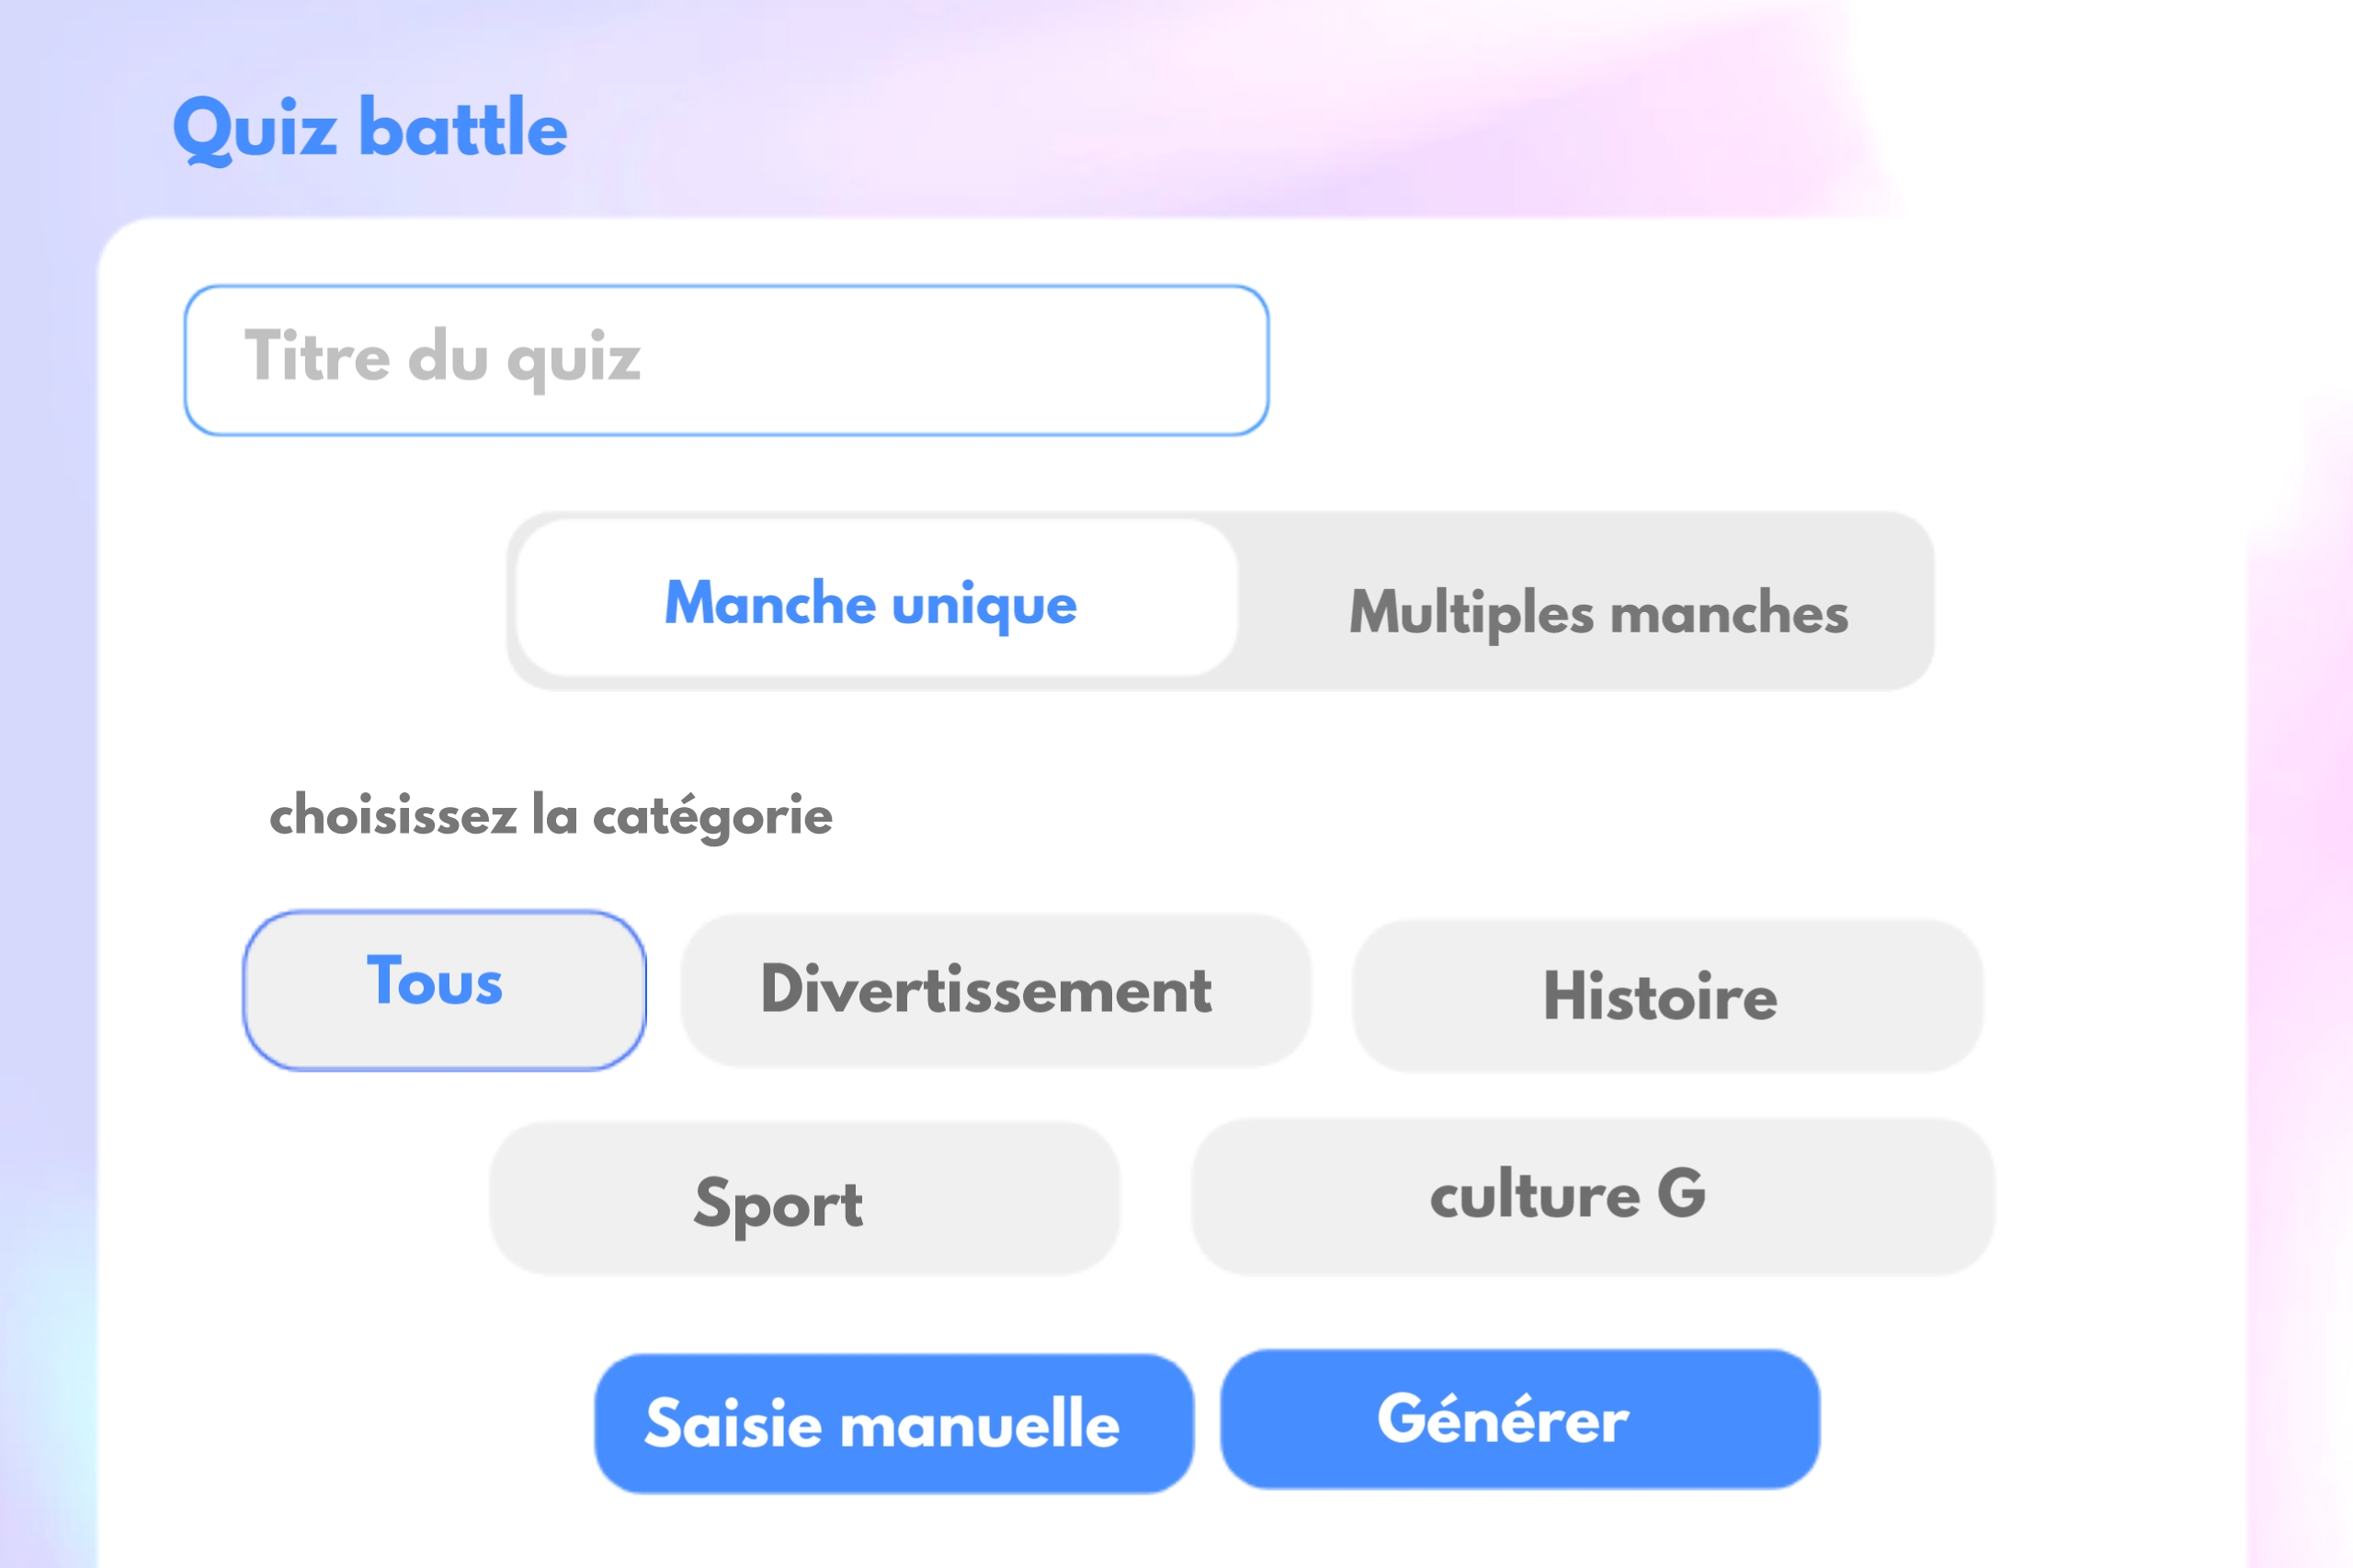 Quiz battle
Titre du quiz
Manche unique
Multiples manches
choisissez la catégorie
Tous
Divertissement
Histoire
Sport
culture G
Saisie manuelle
Générer